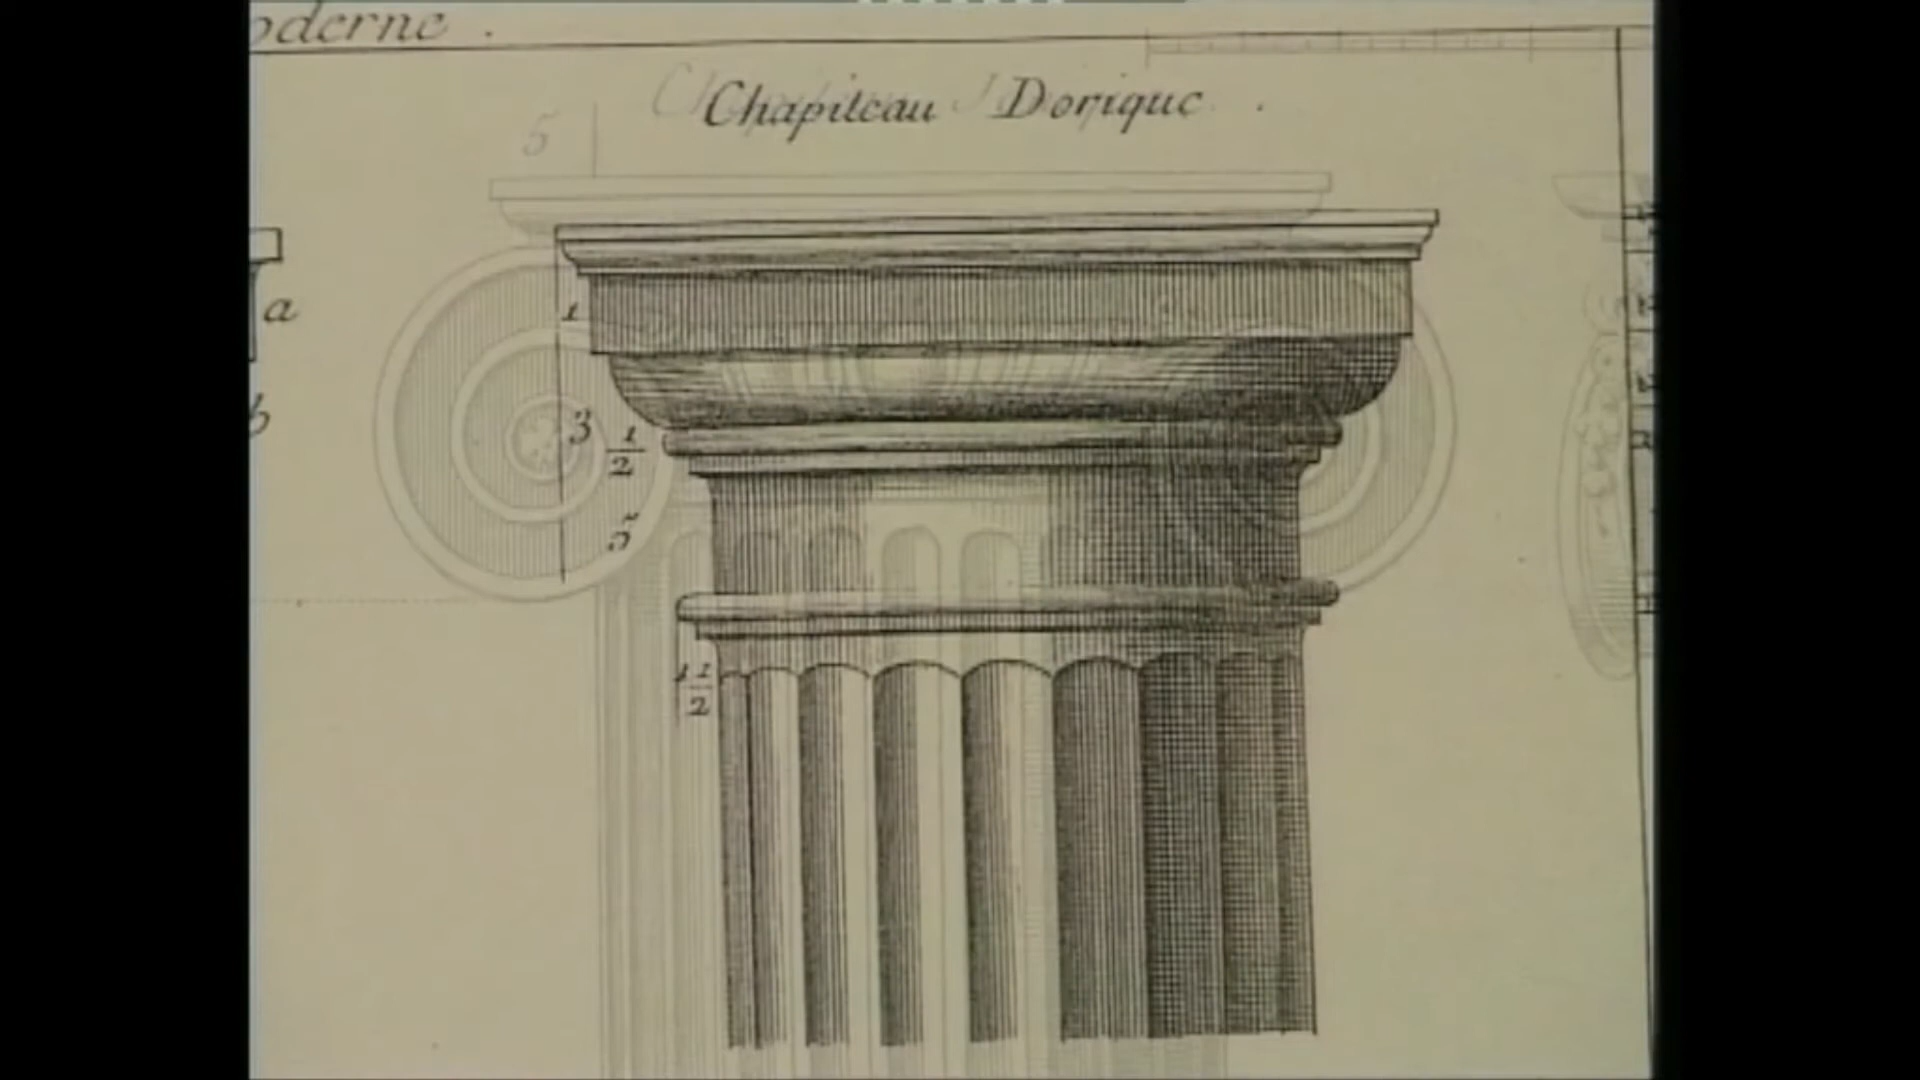 oderne .
Chapiteau Dorique .
5
a
1
b
3 1/2
5
1 1/2